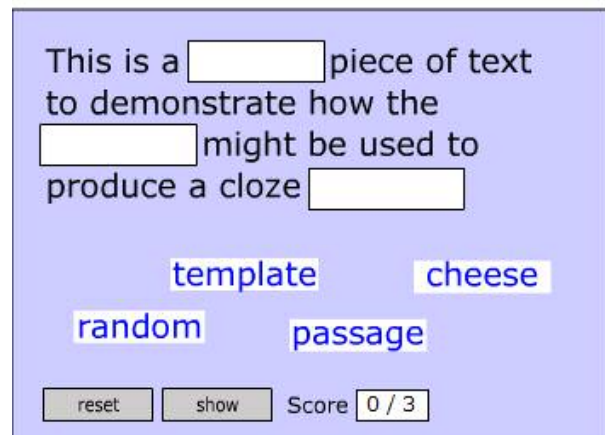 This is a piece of text
to demonstrate how the
might be used to
produce a cloze
template cheese
random passage
reset show Score 0 / 3